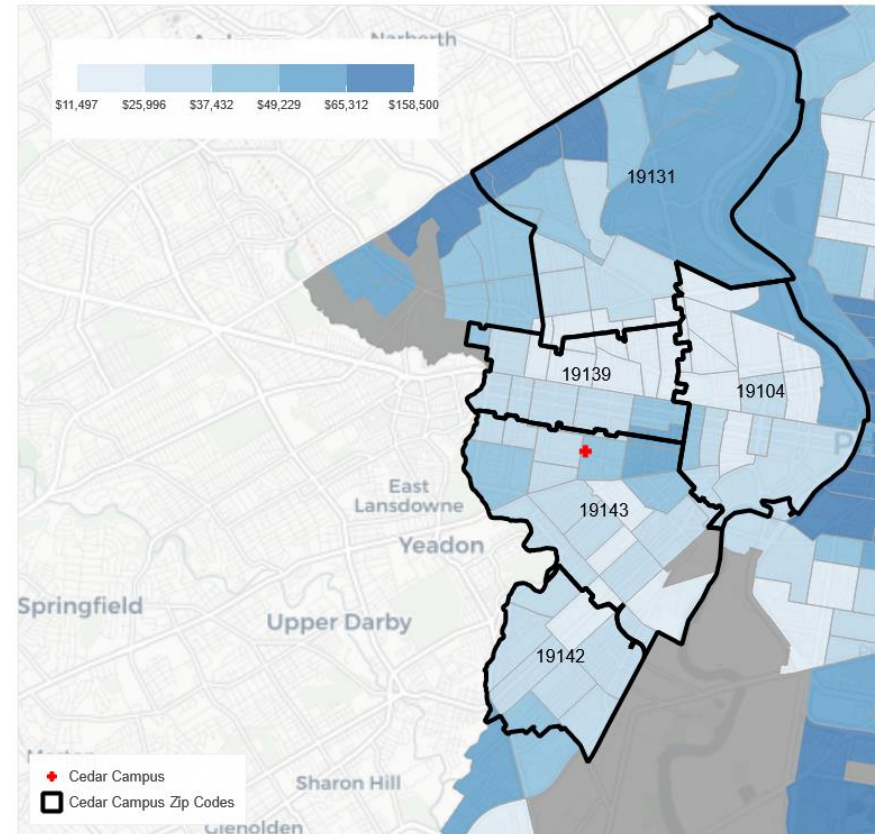 Narberth
$11,497 $25,996 $37,432 $49,229 $65,312 $158,500
19131
19139
19104
East
Lansdowne
19143
Yeadon
Springfield
Upper Darby
19142
Cedar Campus
Sharon Hill
Cedar Campus Zip Codes
Glenolden